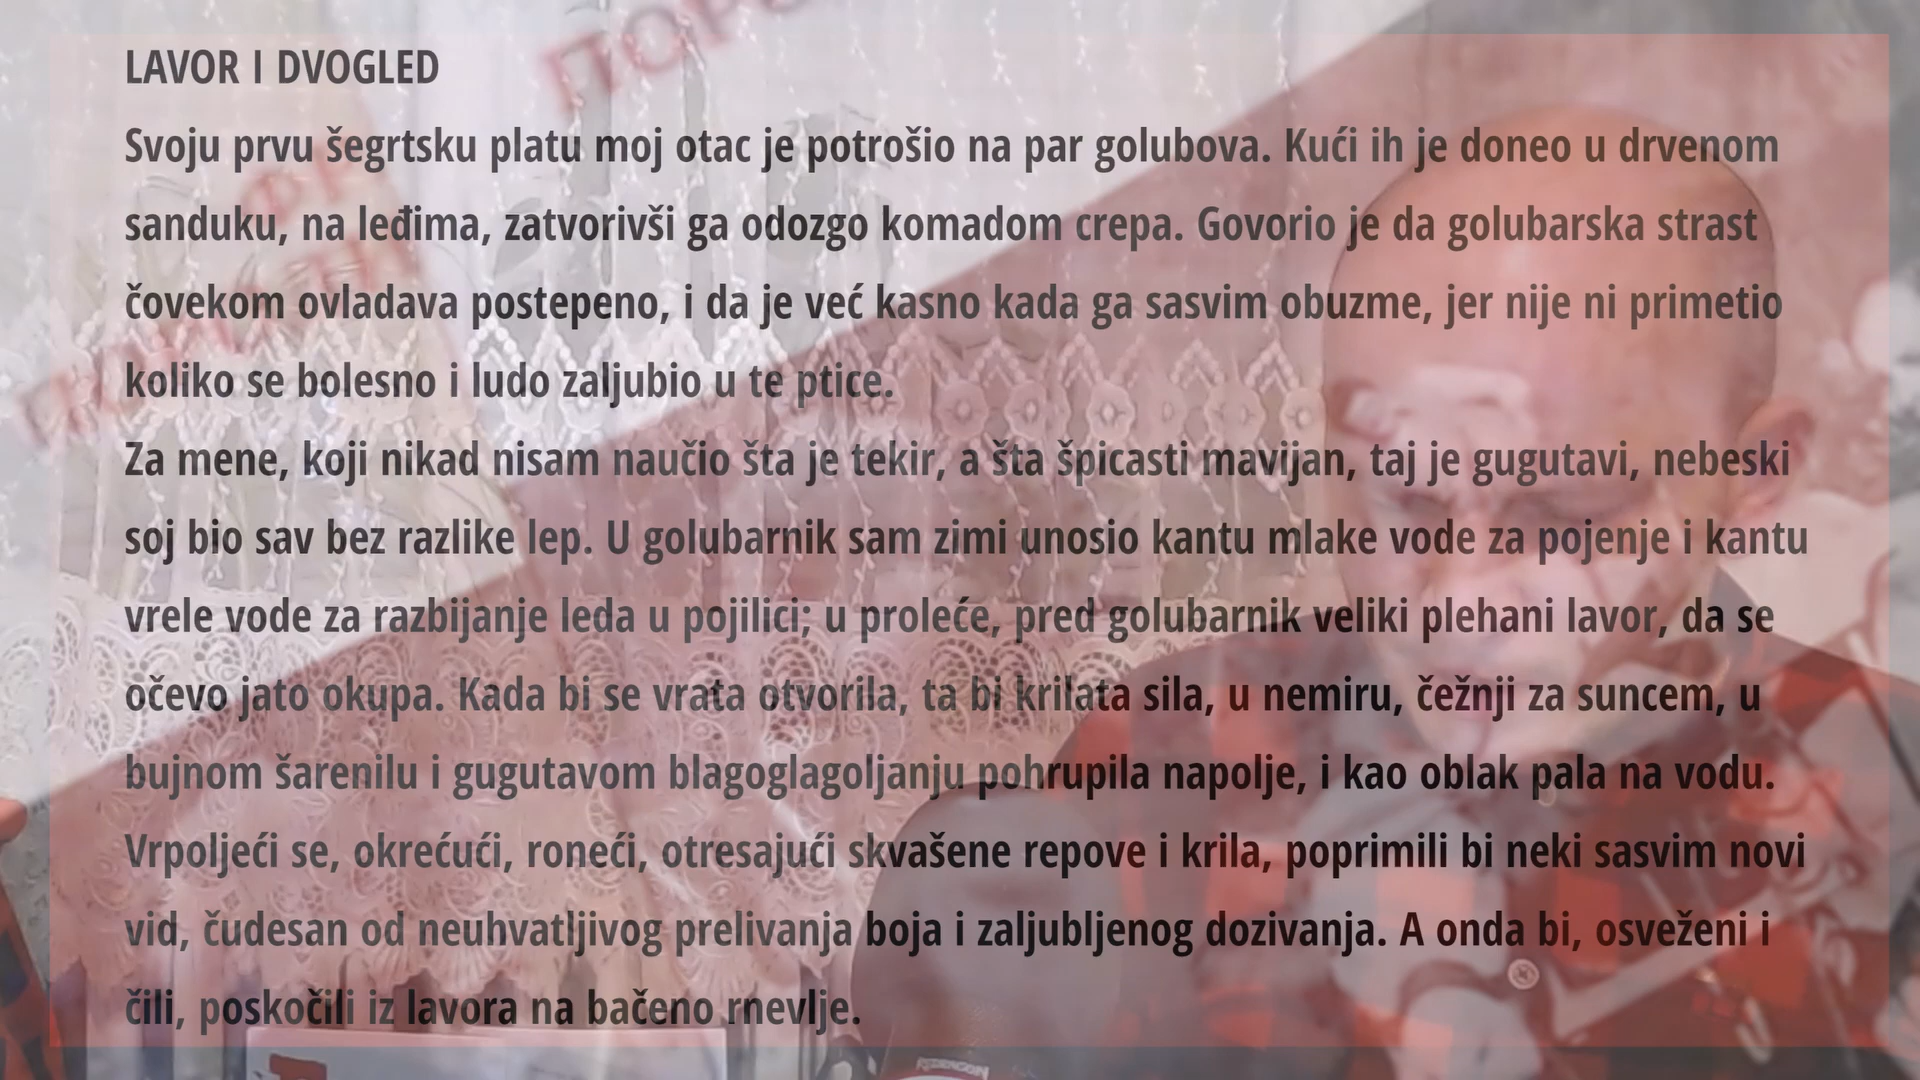 LAVOR I DVOGLED
Svoju prvu šegrtsku platu moj otac je potrošio na par golubova. Kući ih je doneo u drvenom
sanduku, na leđima, zatvorivši ga odozgo komadom crepa. Govorio je da golubarska strast
čovekom ovladava postepeno, i da je već kasno kada ga sasvim obuzme, jer nije ni primetio
koliko se bolesno i ludo zaljubio u te ptice.
Za mene, koji nikad nisam naučio šta je tekir, a šta špicasti mavijan, taj je gugutavi, nebeski
soj bio sav bez razlike lep. U golubarnik sam zimi unosio kantu mlake vode za pojenje i kantu
vrele vode za razbijanje leda u pojilici; u proleće, pred golubarnik veliki plehani lavor, da se
očevo jato okupa. Kada bi se vrata otvorila, ta bi krilata sila, u nemiru, čežnji za suncem, u
bujnom šarenilu i gugutavom blagoglagoljanju pohrupila napolje, i kao oblak pala na vodu.
Vrpoljeći se, okrećući, roneći, otresajući skvašene repove i krila, poprimili bi neki sasvim novi
vid, čudesan od neuhvatljivog prelivanja boja i zaljubljenog dozivanja. A onda bi, osveženi i
čili, poskočili iz lavora na bačeno rnevlje.
REDRAGON